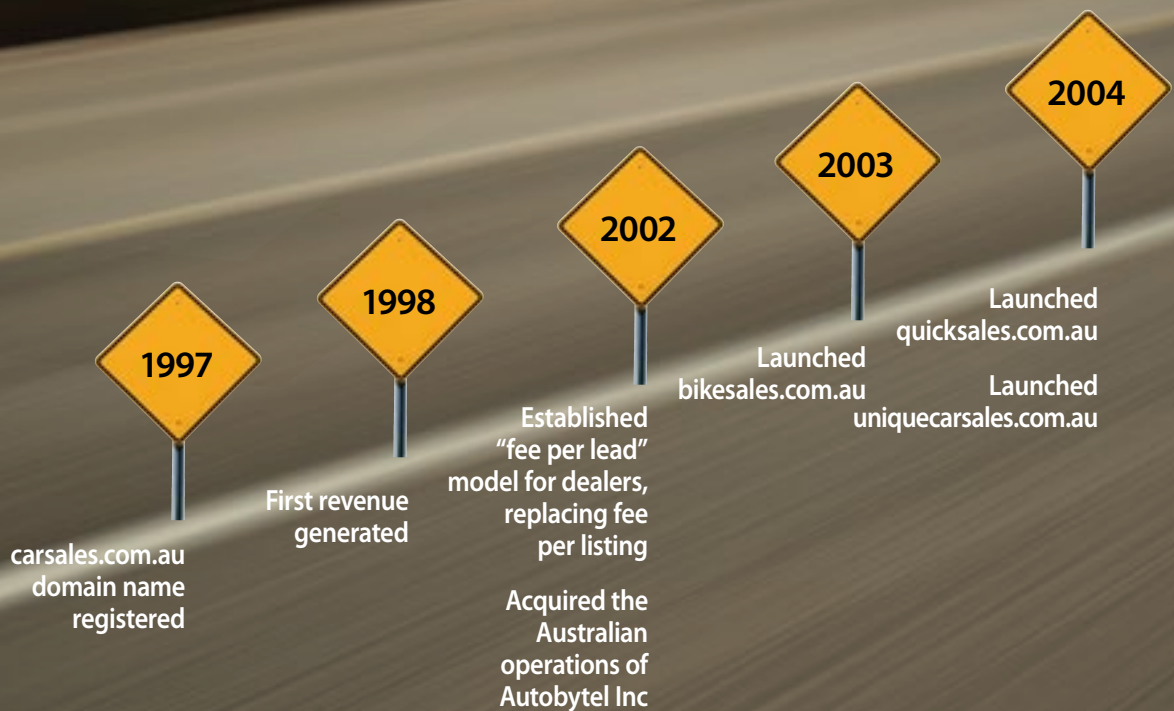 1997
carsales.com.au
domain name
registered
1998
First revenue
generated
2002
Established
“fee per lead”
model for dealers,
replacing fee
per listing
Acquired the
Australian
operations of
Autobytel Inc
2003
Launched
bikesales.com.au
2004
Launched
quicksales.com.au
Launched
uniquecarsales.com.au